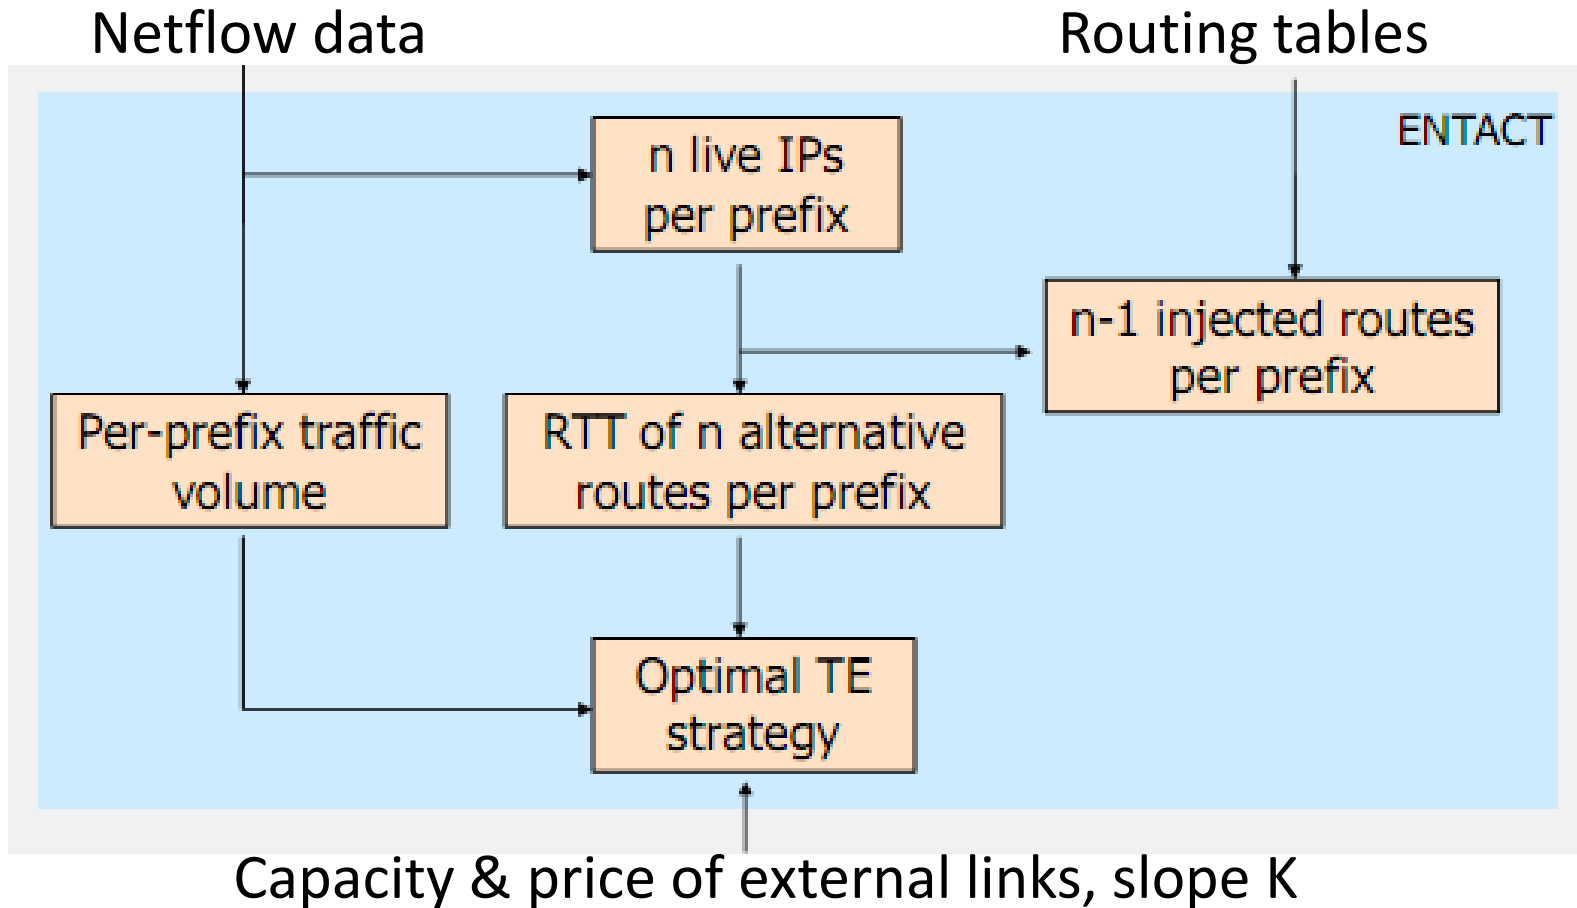 Netflow data
Routing tables
ENTACT
n live IPs
per prefix
n-1 injected routes
per prefix
Per-prefix traffic
volume
RTT of n alternative
routes per prefix
Optimal TE
strategy
Capacity & price of external links, slope K